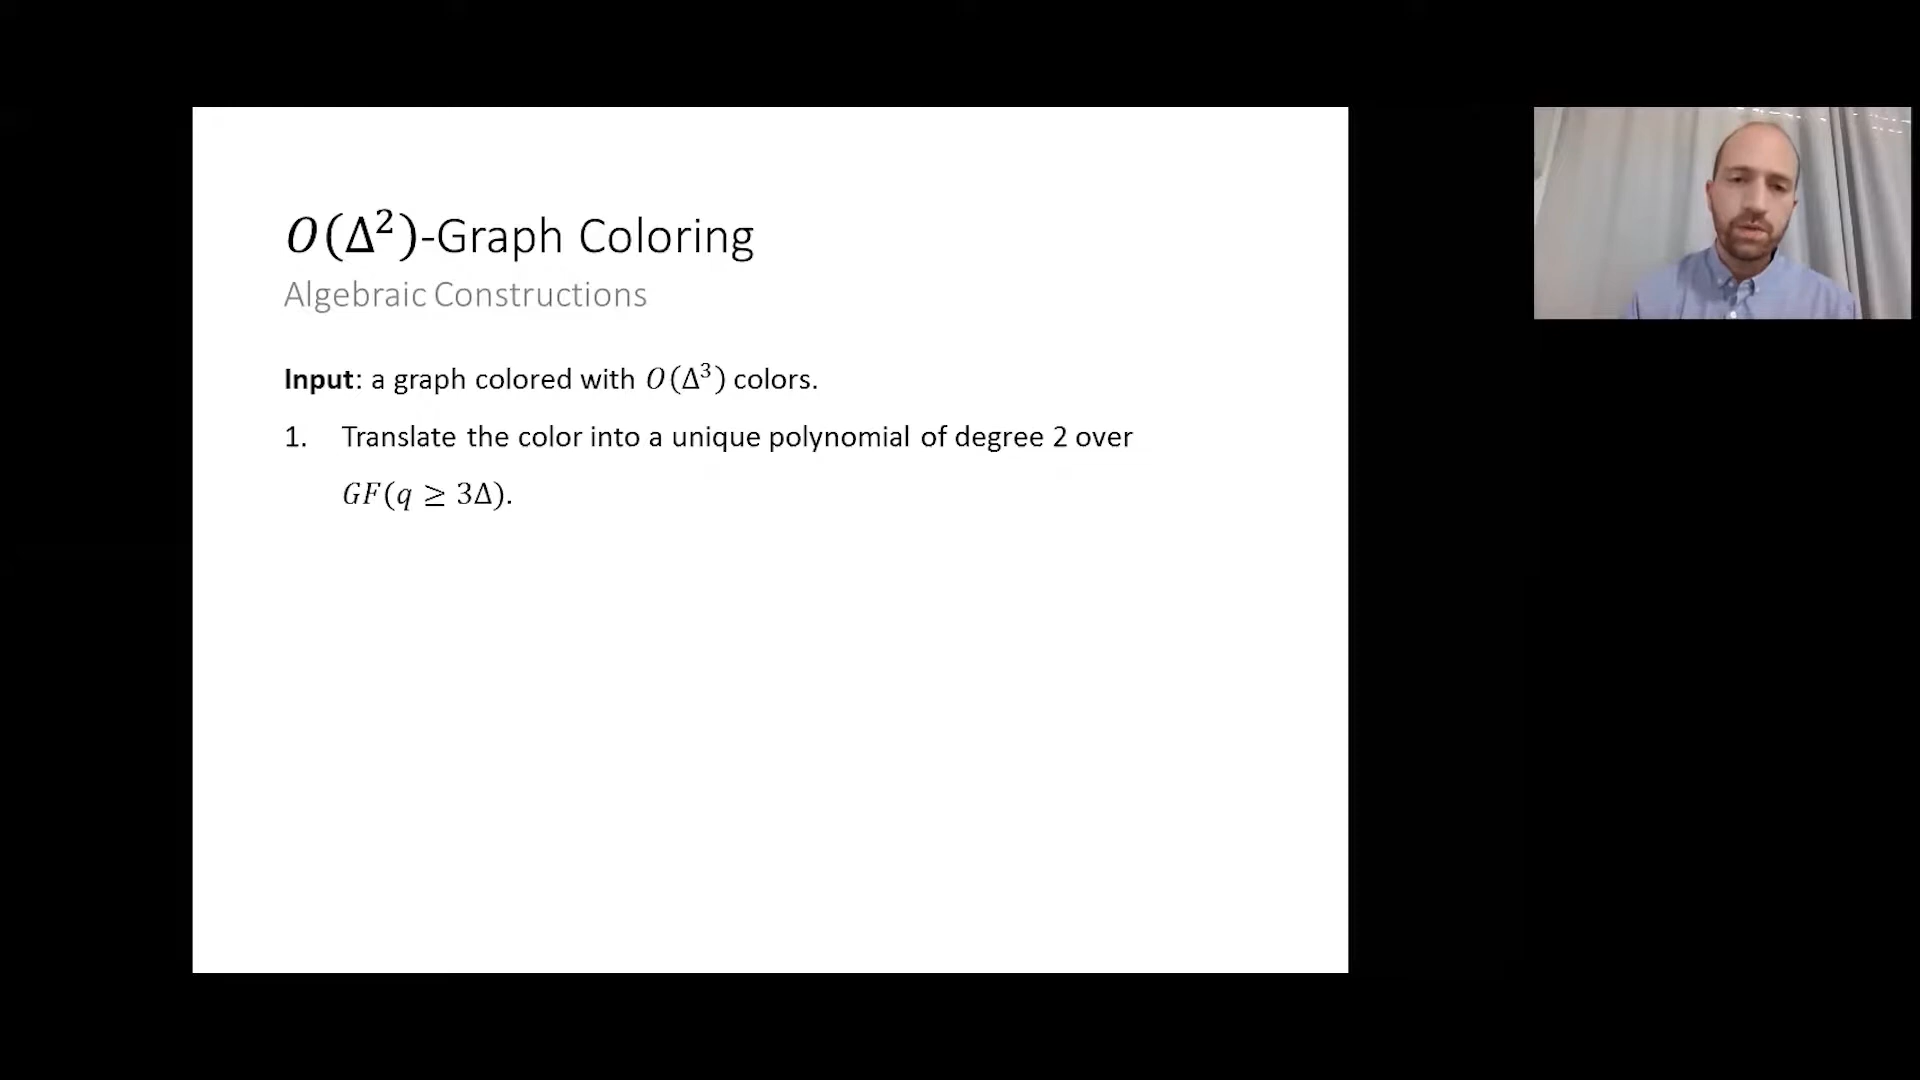 O(Δ²)-Graph Coloring
Algebraic Constructions
Input: a graph colored with O(Δ³) colors.
1. Translate the color into a unique polynomial of degree 2 over
GF(q ≥ 3Δ).